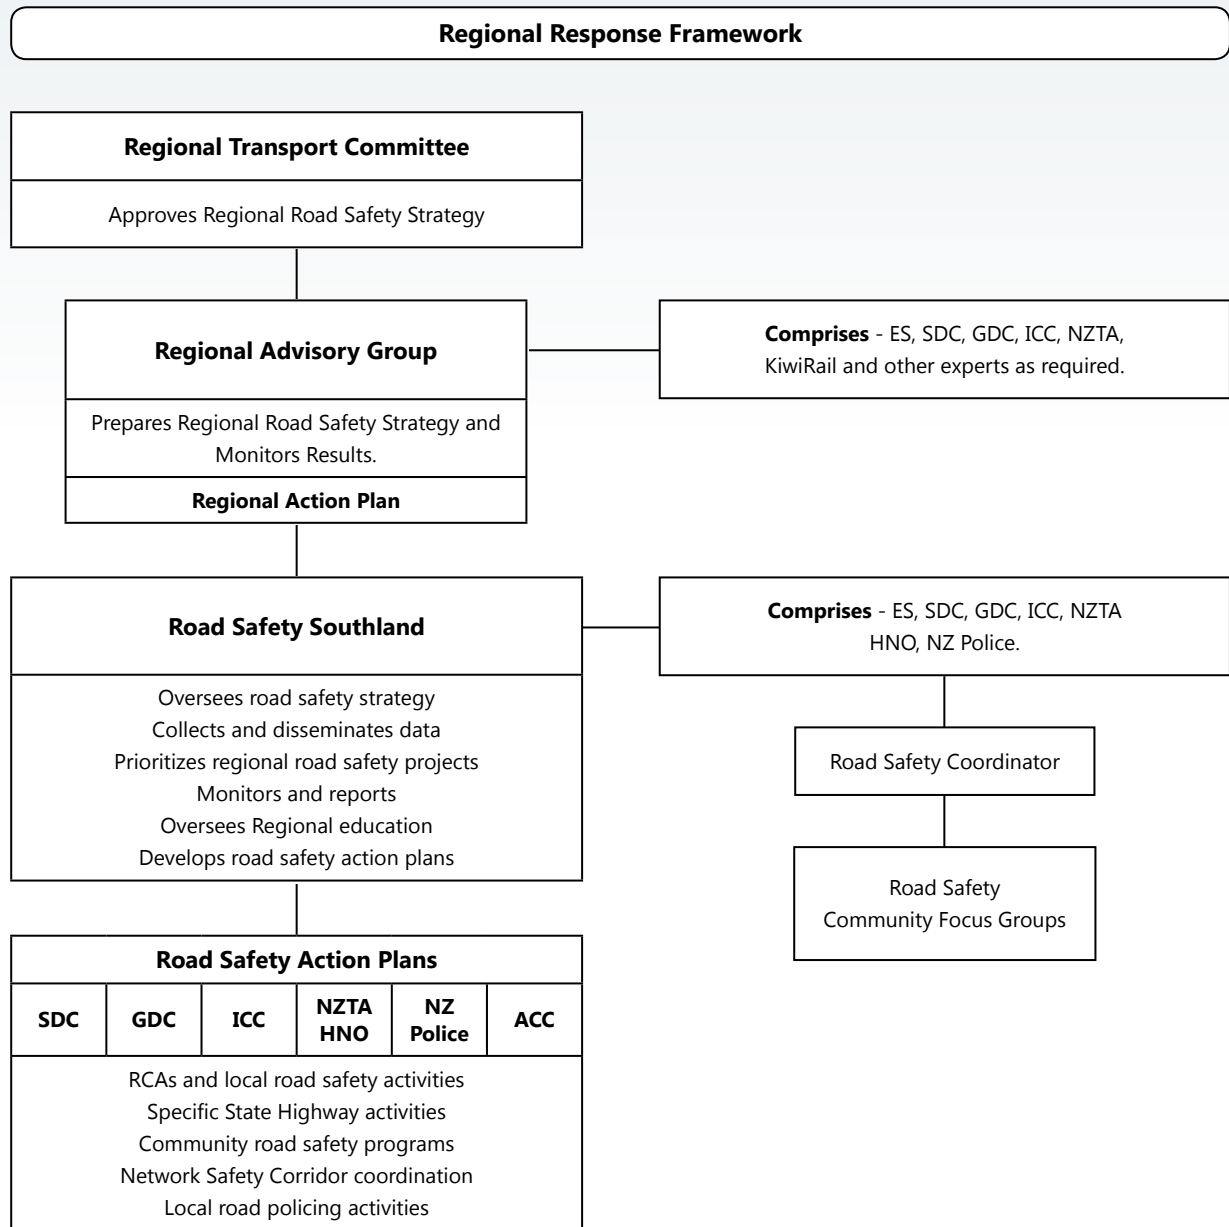 Regional Response Framework
Regional Transport Committee
Approves Regional Road Safety Strategy
Regional Advisory Group
Prepares Regional Road Safety Strategy and
Monitors Results.
Regional Action Plan
Comprises - ES, SDC, GDC, ICC, NZTA,
KiwiRail and other experts as required.
Road Safety Southland
Oversees road safety strategy
Collects and disseminates data
Prioritizes regional road safety projects
Monitors and reports
Oversees Regional education
Develops road safety action plans
Comprises - ES, SDC, GDC, ICC, NZTA
HNO, NZ Police.
Road Safety Coordinator
Road Safety
Community Focus Groups
Road Safety Action Plans
SDC
GDC
ICC
NZTA
HNO
NZ
Police
ACC
RCAs and local road safety activities
Specific State Highway activities
Community road safety programs
Network Safety Corridor coordination
Local road policing activities